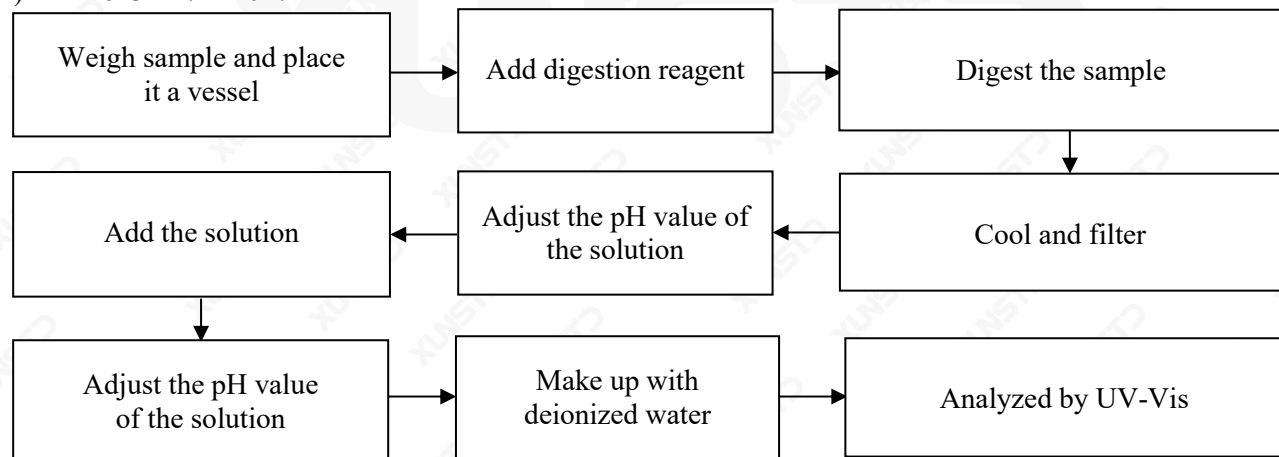 Weigh sample and place
it a vessel
Add digestion reagent
Digest the sample
Cool and filter
Adjust the pH value of
the solution
Add the solution
Adjust the pH value
of the solution
Make up with
deionized water
Analyzed by UV-Vis